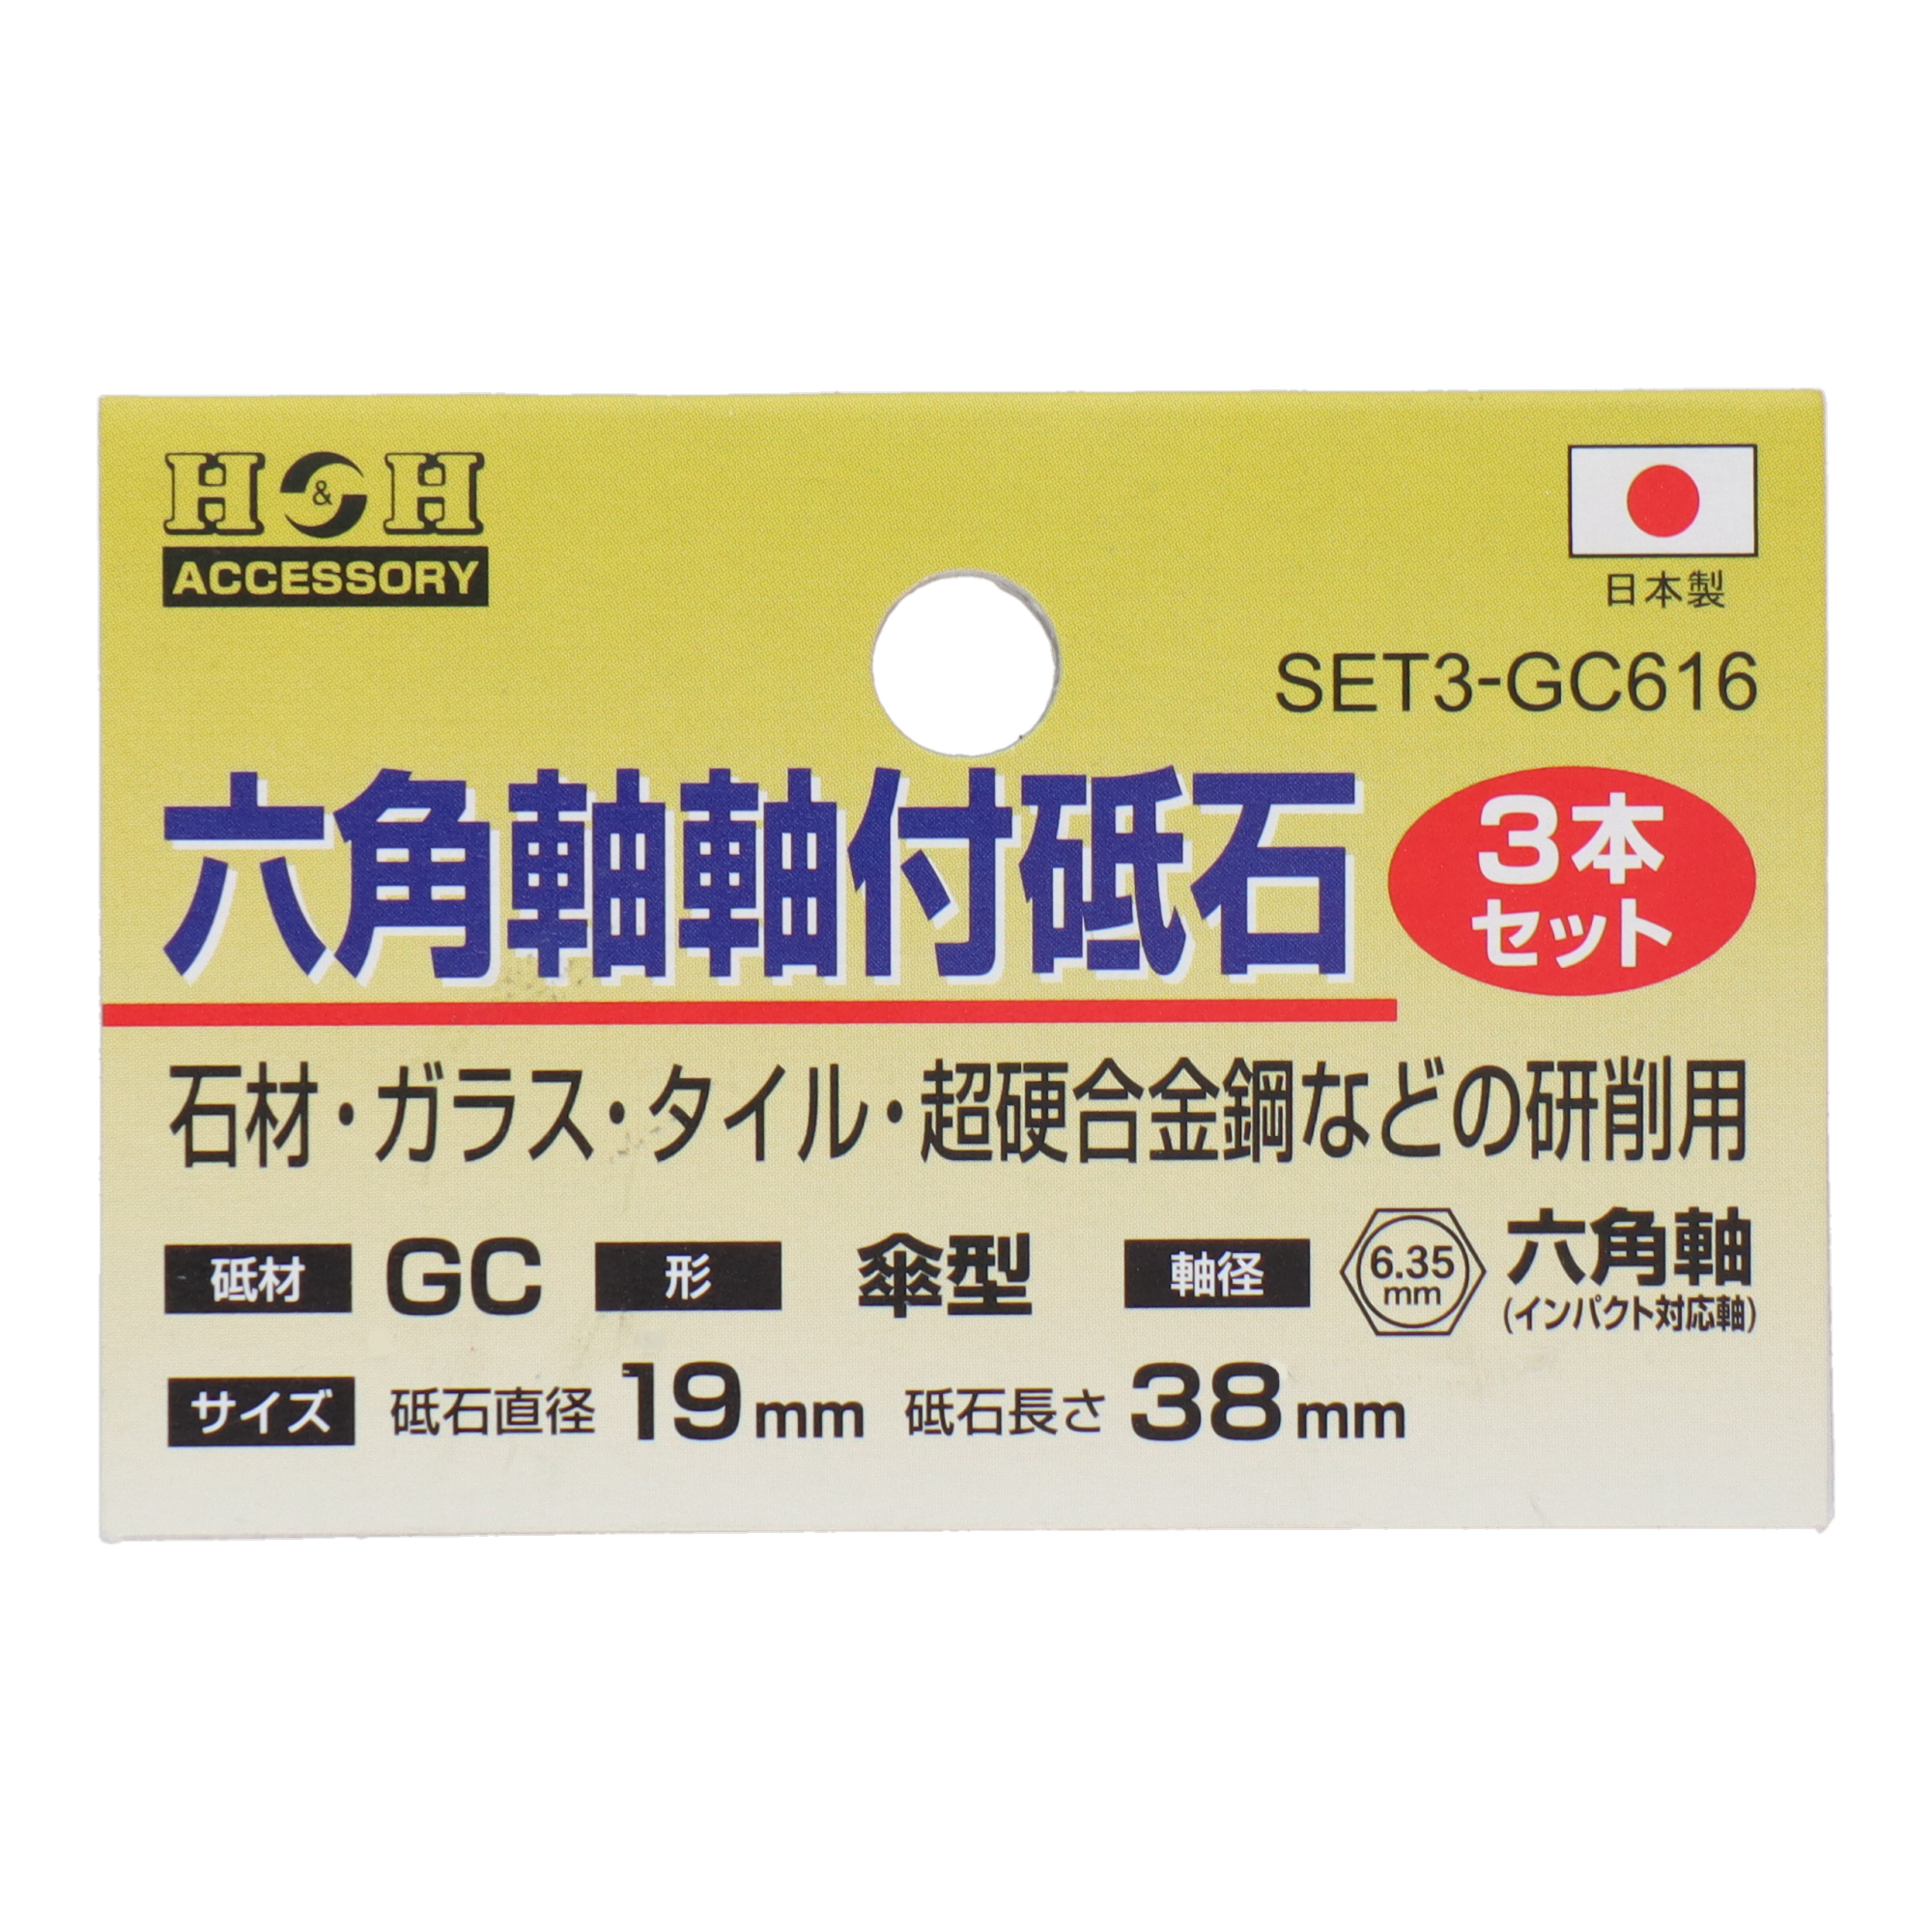 H&H
ACCESSORY
日本製
SET3-GC616
六角軸軸付砥石
3本
セット
石材・ガラス・タイル・超硬合金鋼などの研削用
砥材 GC 形 傘型 軸径 6.35 mm 六角軸
(インパクト対応軸)
サイズ 砥石直径 19mm 砥石長さ 38mm